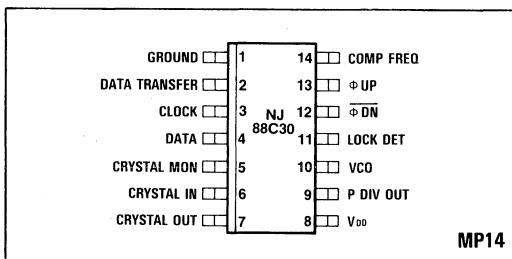 GROUND 1 14 COMP FREQ
DATA TRANSFER 2 13 Φ UP
CLOCK 3 NJ 12 Φ D̅N̅
DATA 4 88C30 11 LOCK DET
CRYSTAL MON 5 10 VCO
CRYSTAL IN 6 9 P DIV OUT
CRYSTAL OUT 7 8 VDD
MP14